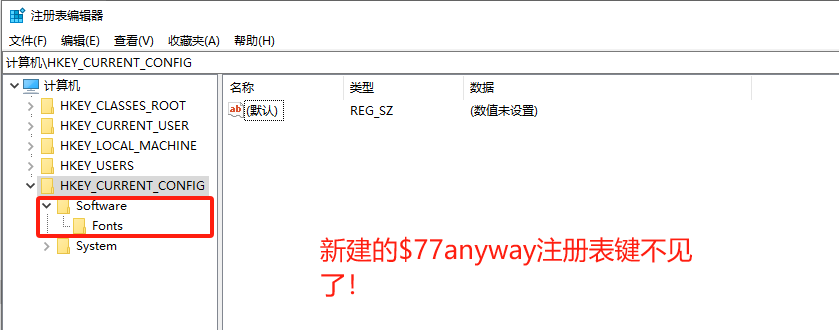 注册表编辑器
文件(F) 编辑(E) 查看(V) 收藏夹(A) 帮助(H)
计算机\HKEY_CURRENT_CONFIG
计算机
HKEY_CLASSES_ROOT
HKEY_CURRENT_USER
HKEY_LOCAL_MACHINE
HKEY_USERS
HKEY_CURRENT_CONFIG
Software
Fonts
System
名称 类型 数据
ab (默认) REG_SZ (数值未设置)
新建的$77anyway注册表键不见
了!